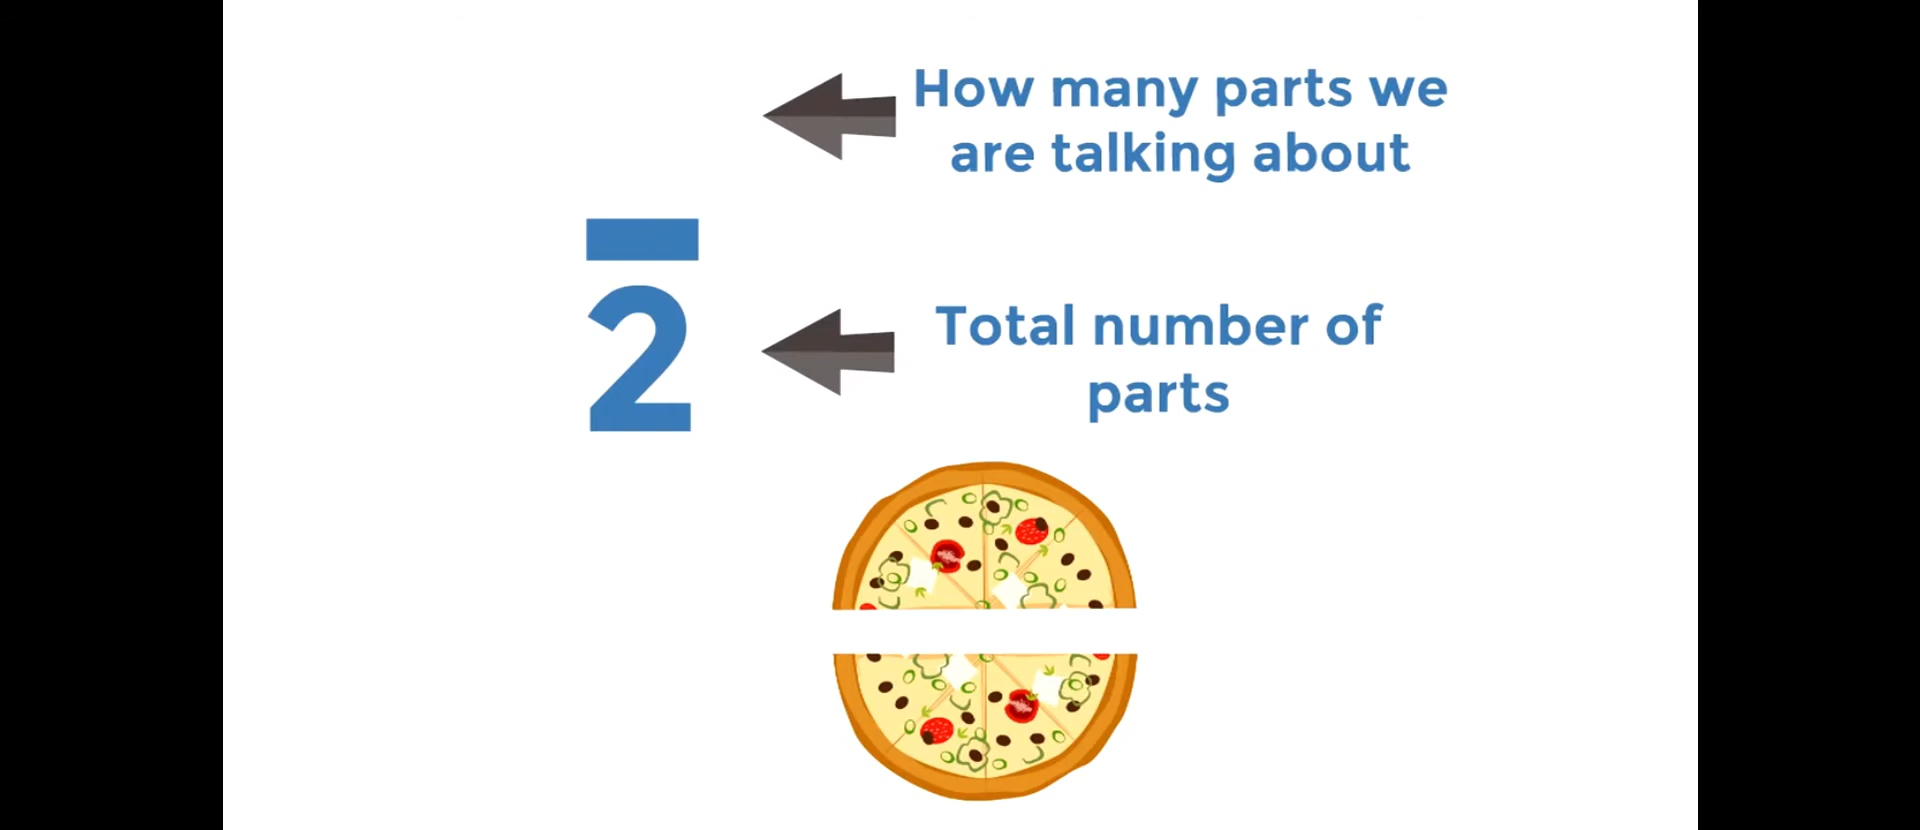 How many parts we
are talking about
2
Total number of
parts